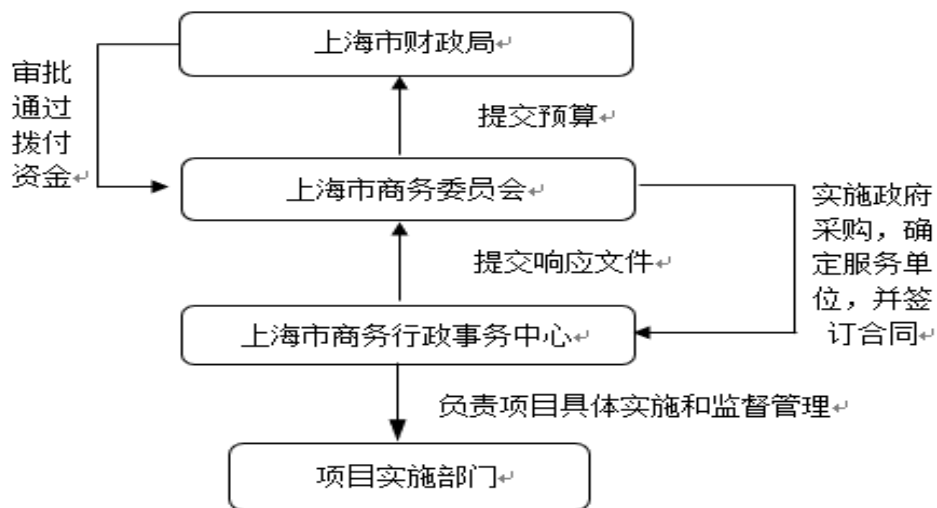 上海市财政局
审批
通过
拨付
资金
提交预算
上海市商务委员会
实施政府
采购，确
定服务单
位，并签
订合同
提交响应文件
上海市商务行政事务中心
负责项目具体实施和监督管理
项目实施部门